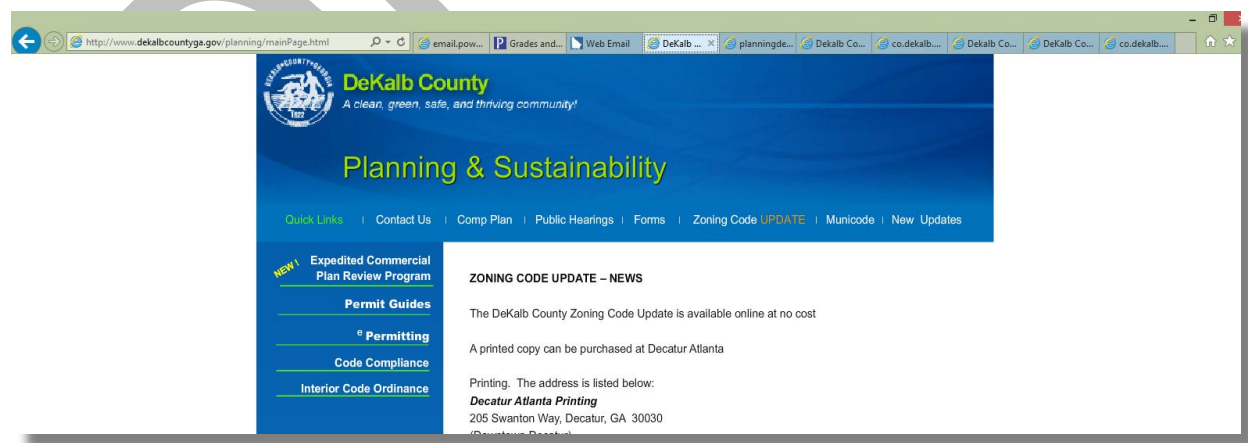 http://www.dekalbcountyga.gov/planning/mainPage.html
email.pow... Grades and... Web Email DeKalb ... planningde... Dekalb Co... co.dekalb.... Dekalb Co... DeKalb Co... co.dekalb....
DeKalb County
A clean, green, safe, and thriving community!
Planning & Sustainability
Quick Links | Contact Us | Comp Plan | Public Hearings | Forms | Zoning Code UPDATE | Municode | New Updates
NEW !
Expedited Commercial
Plan Review Program
Permit Guides
e Permitting
Code Compliance
Interior Code Ordinance
ZONING CODE UPDATE – NEWS
The DeKalb County Zoning Code Update is available online at no cost
A printed copy can be purchased at Decatur Atlanta
Printing. The address is listed below:
Decatur Atlanta Printing
205 Swanton Way, Decatur, GA 30030
(Downtown Decatur)